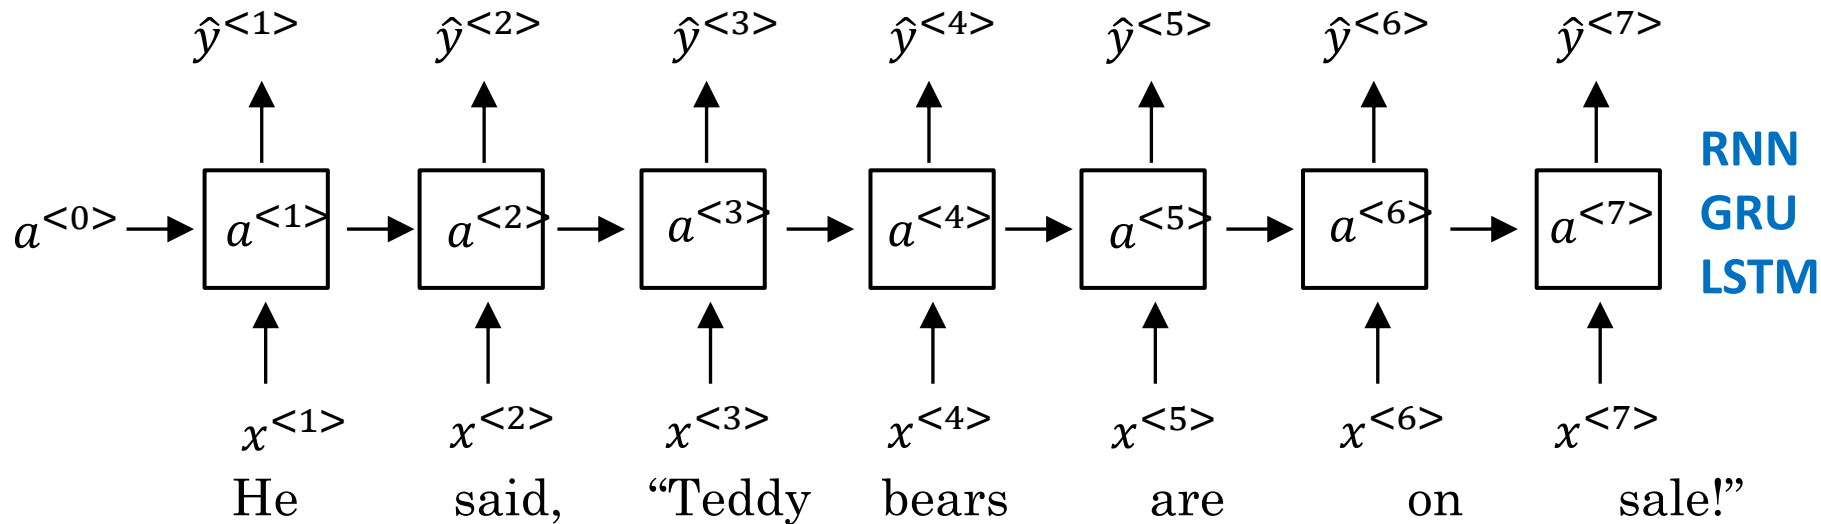 ŷ<1> ŷ<2> ŷ<3> ŷ<4> ŷ<5> ŷ<6> ŷ<7>
RNN
a<0> a<1> a<2> a<3> a<4> a<5> a<6> a<7> GRU
LSTM
x<1> x<2> x<3> x<4> x<5> x<6> x<7>
He said, “Teddy bears are on sale!”